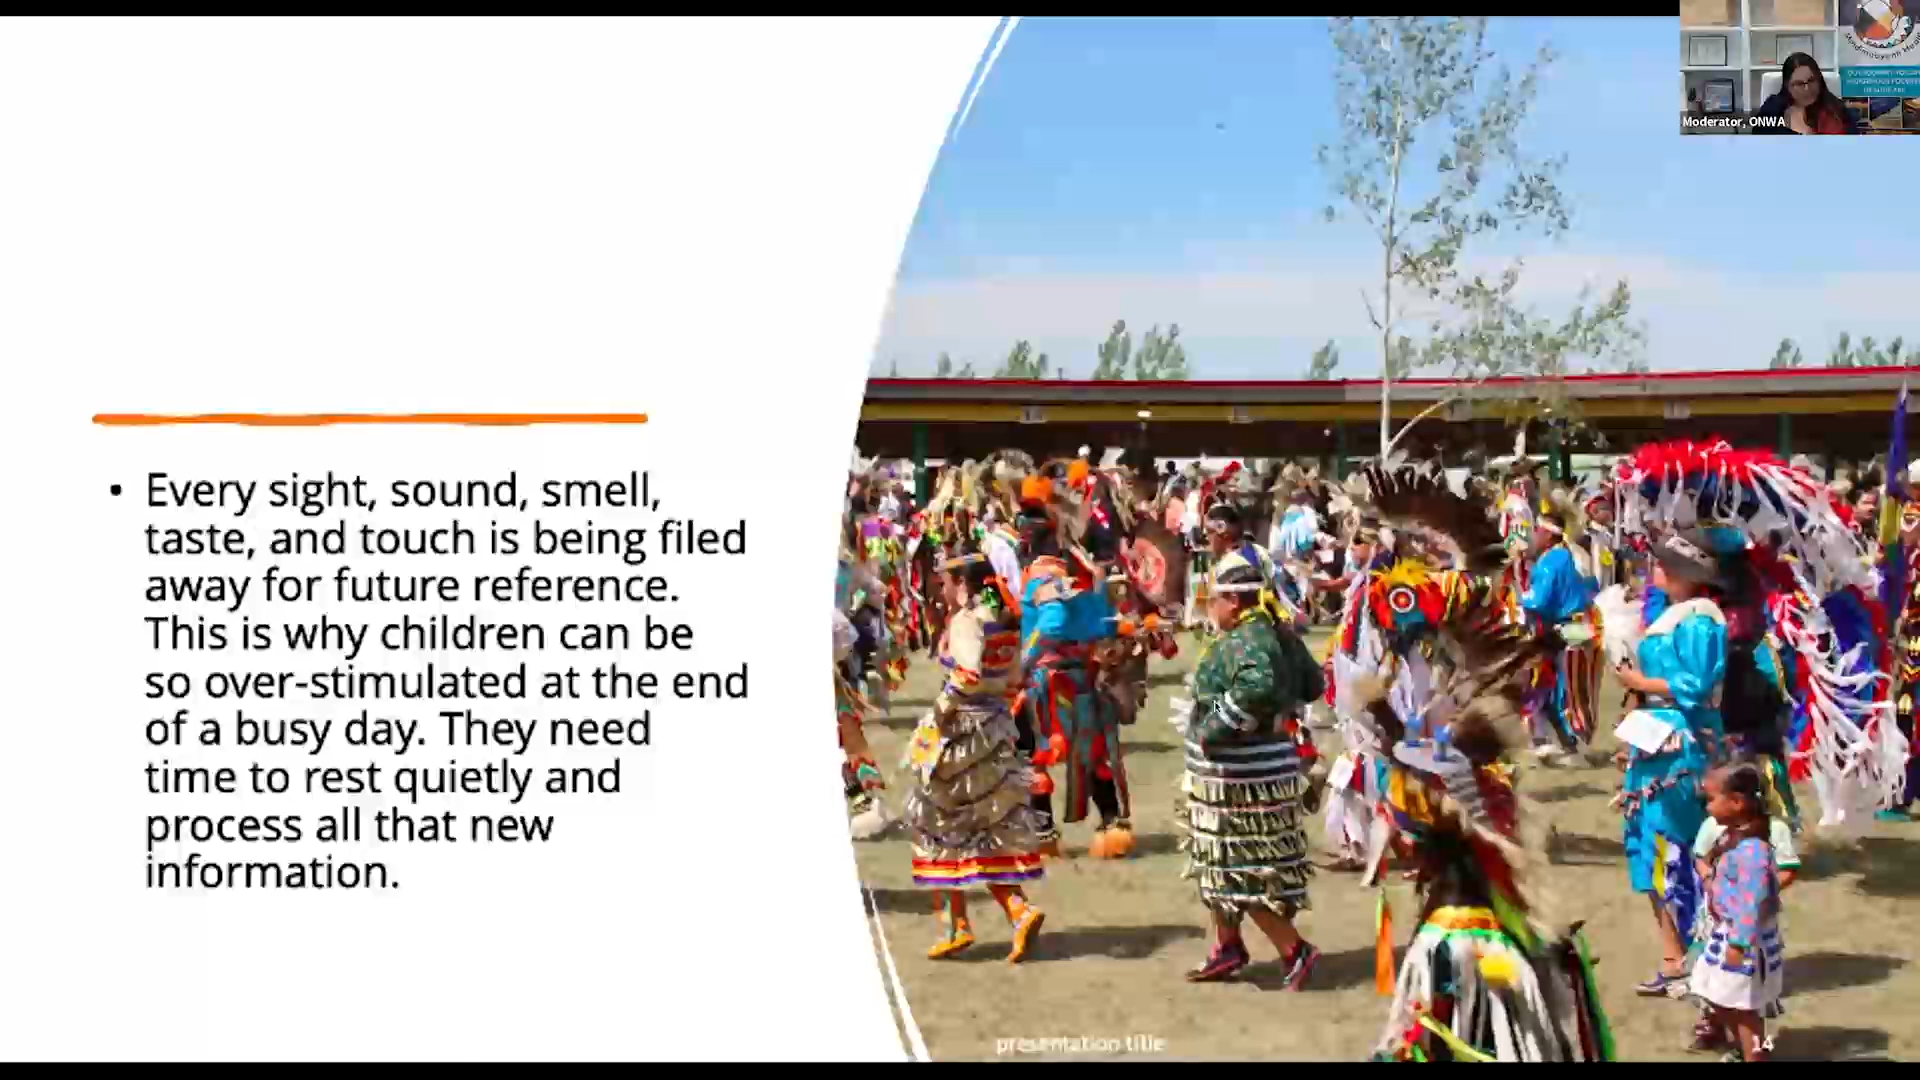 Moderator, ONWA
• Every sight, sound, smell,
taste, and touch is being filed
away for future reference.
This is why children can be
so over-stimulated at the end
of a busy day. They need
time to rest quietly and
process all that new
information.
presentation title
14